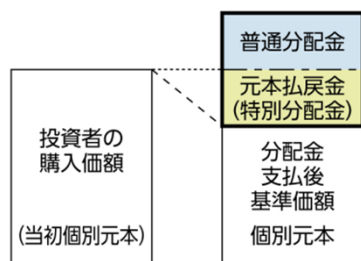 普通分配金
元本払戻金
(特別分配金)
投資者の
購入価額
(当初個別元本)
分配金
支払後
基準価額
個別元本